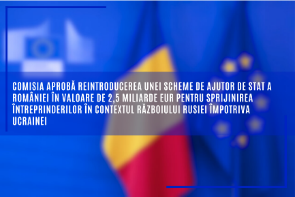 COMISIA APROBĂ REINTRODUCEREA UNEI SCHEME DE AJUTOR DE STAT A
ROMÂNIEI ÎN VALOARE DE 2,5 MILIARDE EUR PENTRU SPRIJINIREA
ÎNTREPRINDERILOR ÎN CONTEXTUL RĂZBOIULUI RUSIEI ÎMPOTRIVA
UCRAINEI